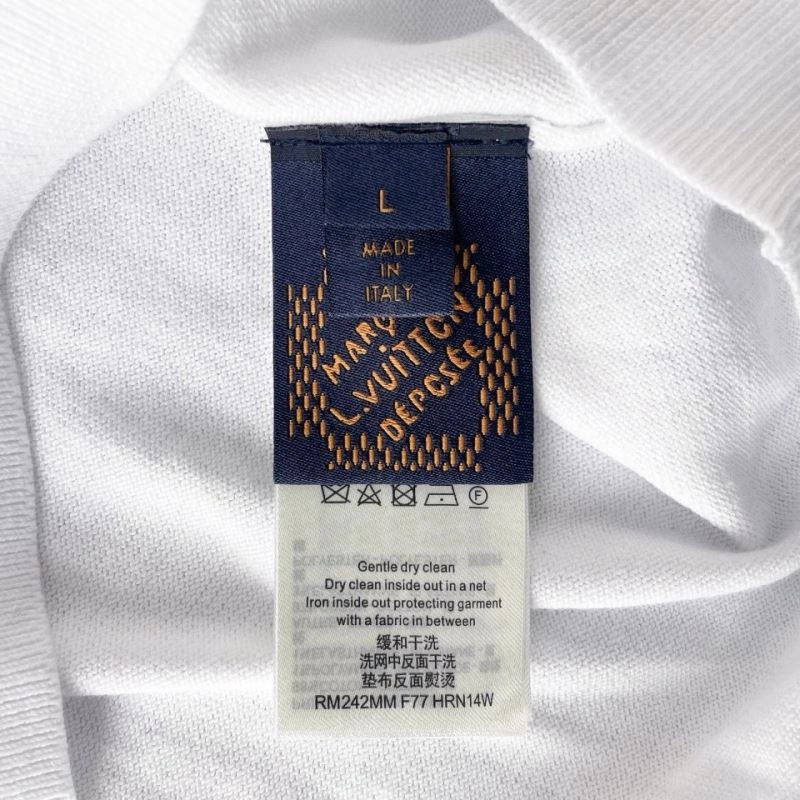 L
MADE
IN
ITALY
MARQ
L.VUITTON
DÉPOSÉE
Gentle dry clean
Dry clean inside out in a net
Iron inside out protecting garment
with a fabric in between
缓和干洗
洗网中反面干洗
垫布反面熨烫
RM242MM F77 HRN14W